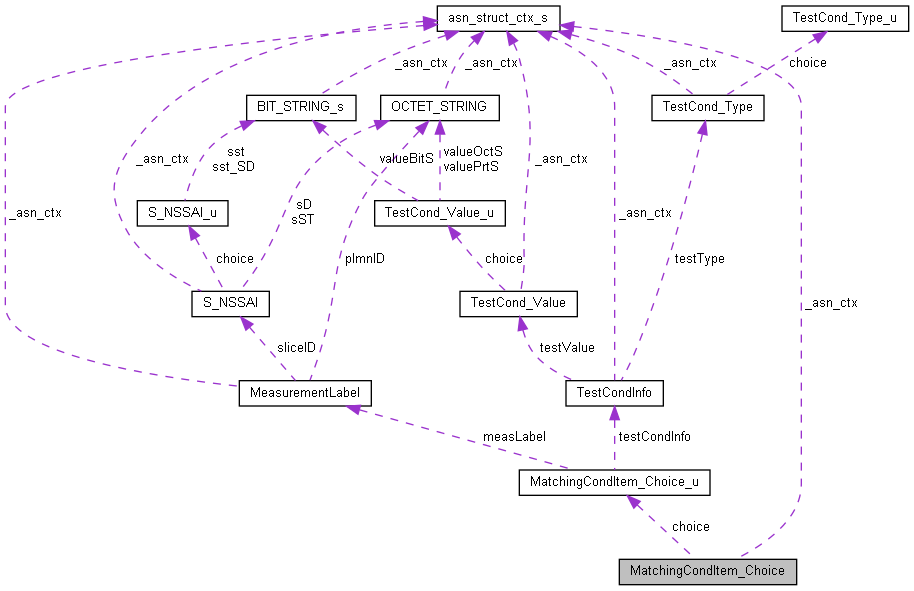 asn_struct_ctx_s
TestCond_Type_u
_asn_ctx
_asn_ctx
_asn_ctx
choice
BIT_STRING_s
OCTET_STRING
TestCond_Type
sst
sst_SD
_asn_ctx
valueBitS
valueOctS
valuePrtS
_asn_ctx
S_NSSAI_u
sD
sST
TestCond_Value_u
_asn_ctx
_asn_ctx
choice
plmnID
choice
testType
S_NSSAI
TestCond_Value
_asn_ctx
sliceID
testValue
MeasurementLabel
TestCondInfo
measLabel
testCondInfo
MatchingCondItem_Choice_u
choice
MatchingCondItem_Choice